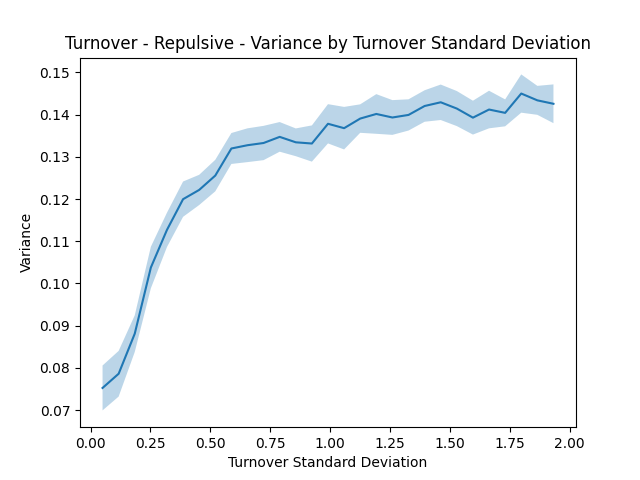 Turnover - Repulsive - Variance by Turnover Standard Deviation
0.15
0.14
0.13
0.12
0.11
0.10
0.09
0.08
0.07
Variance
0.00 0.25 0.50 0.75 1.00 1.25 1.50 1.75 2.00
Turnover Standard Deviation